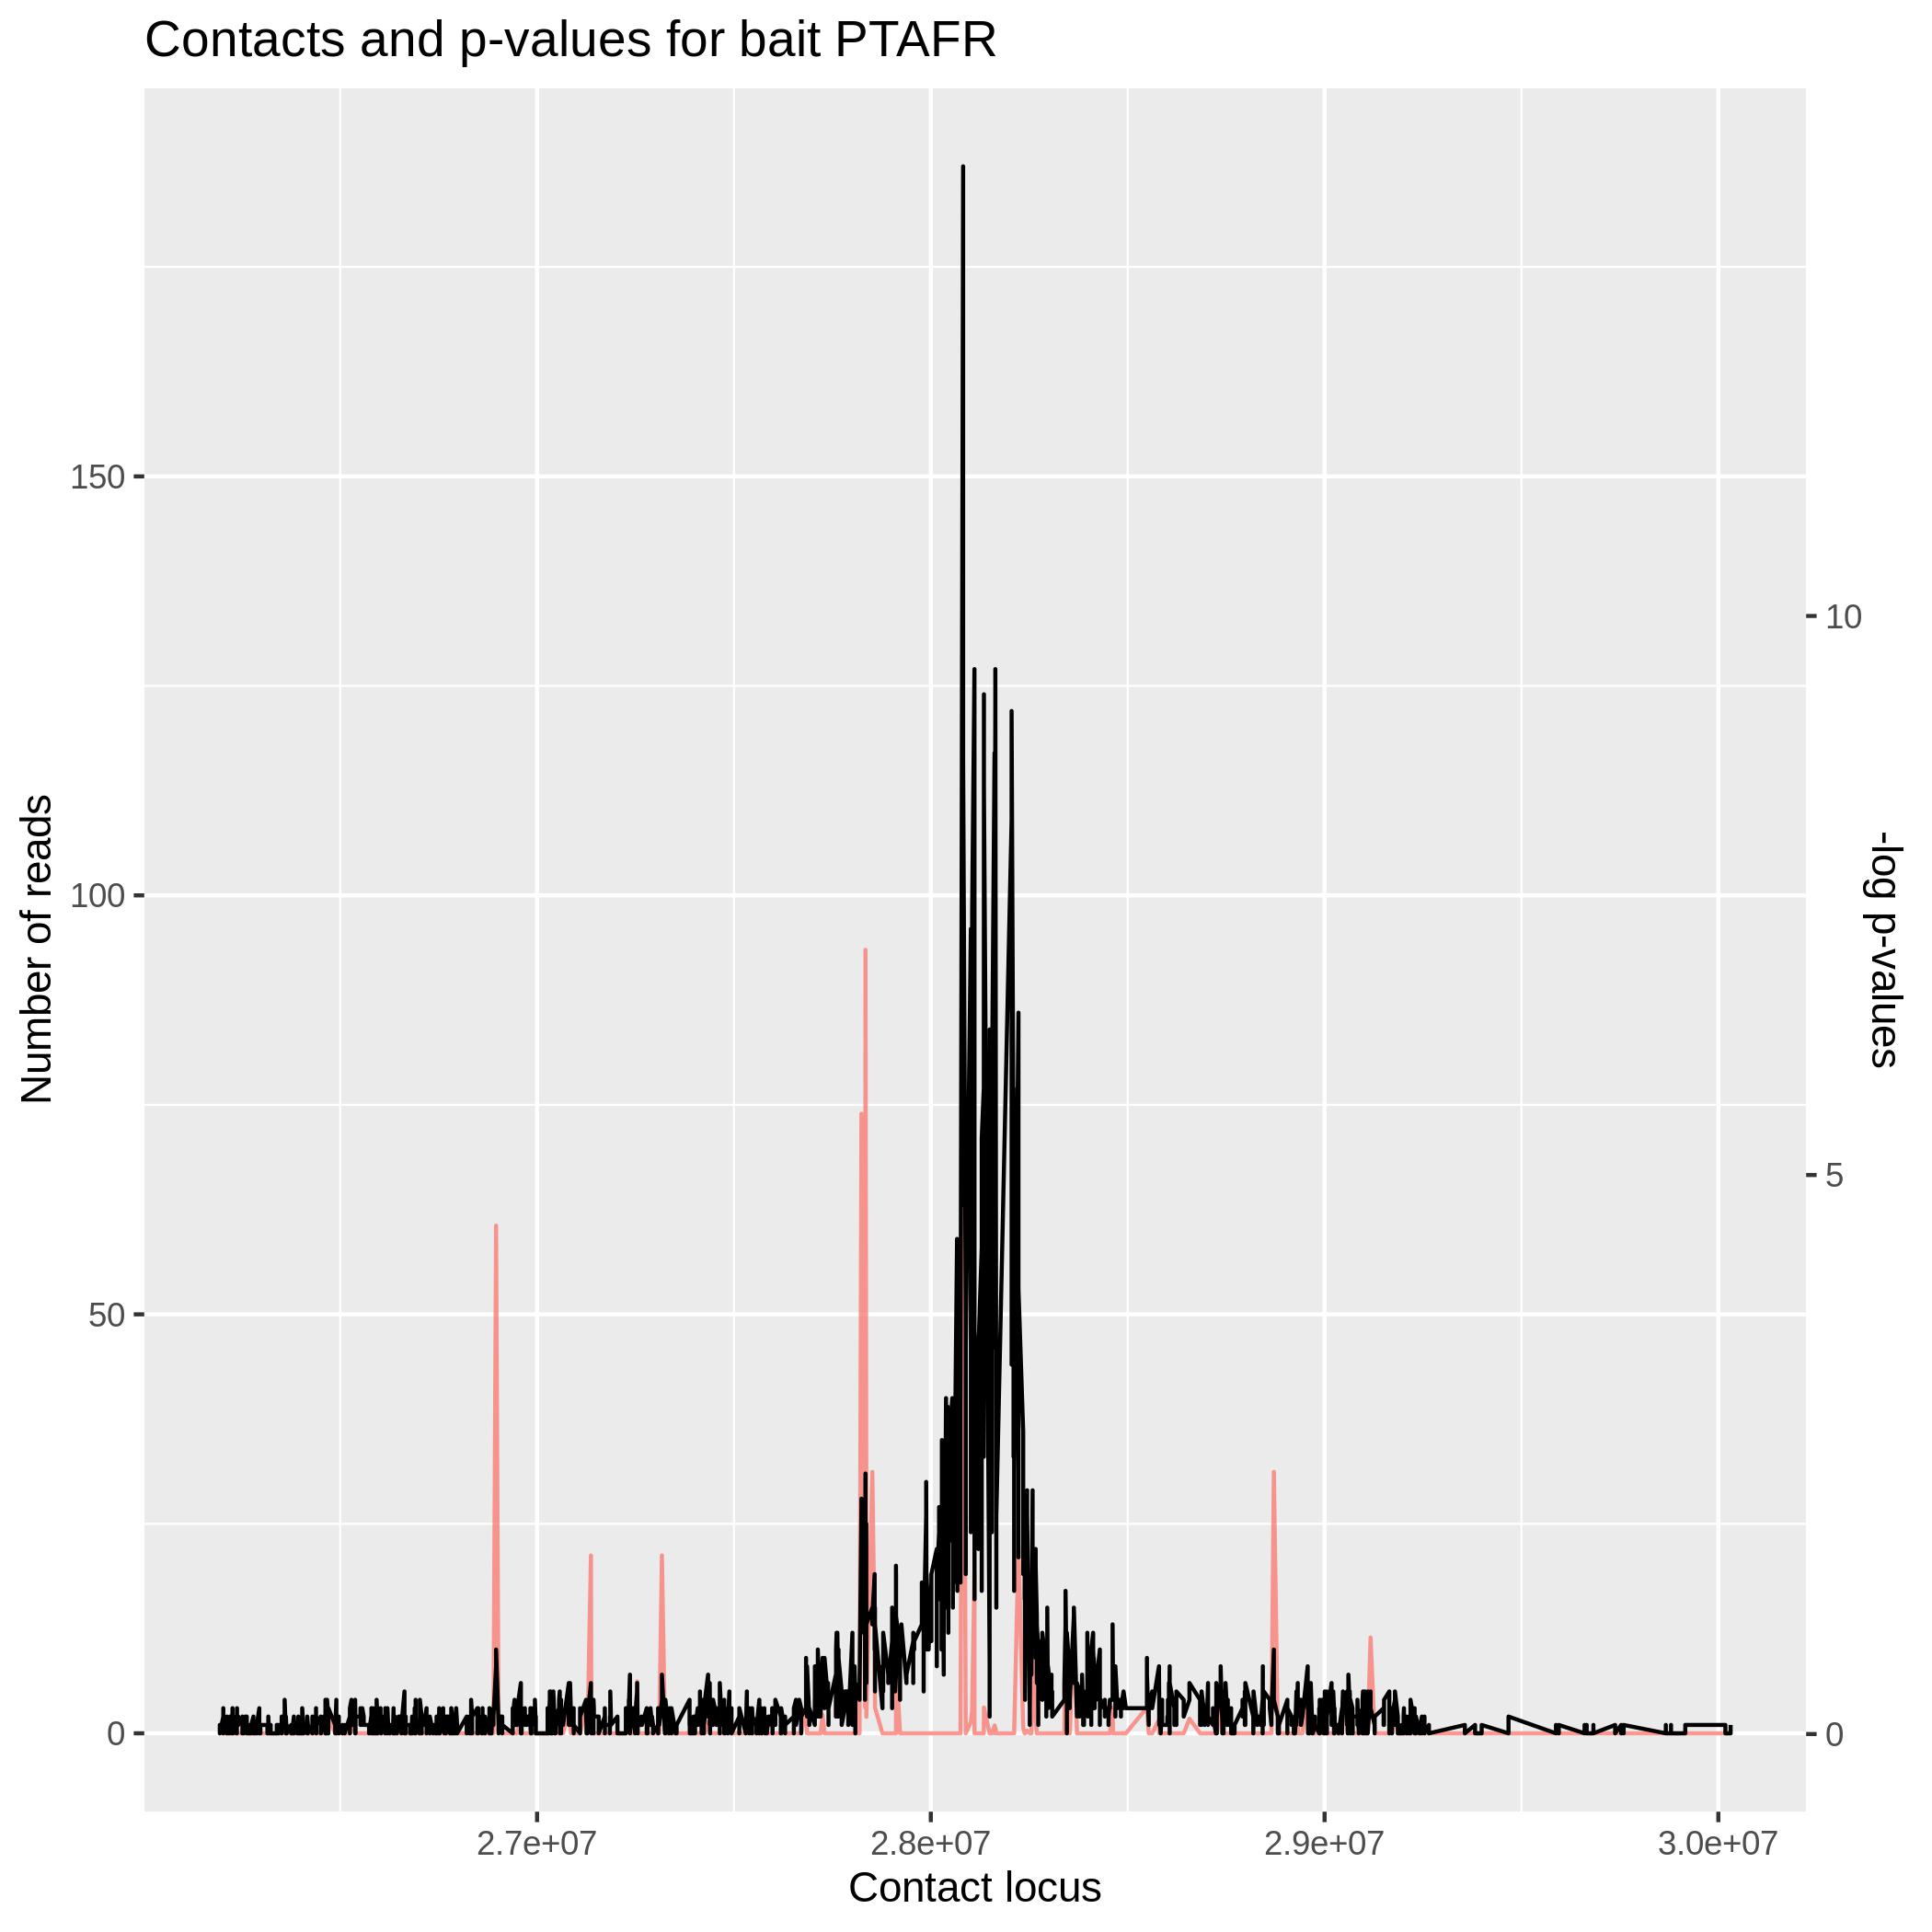 Contacts and p-values for bait PTAFR
150
100
50
0
Number of reads
10
5
0
-log p-values
2.7e+07
2.8e+07
2.9e+07
3.0e+07
Contact locus